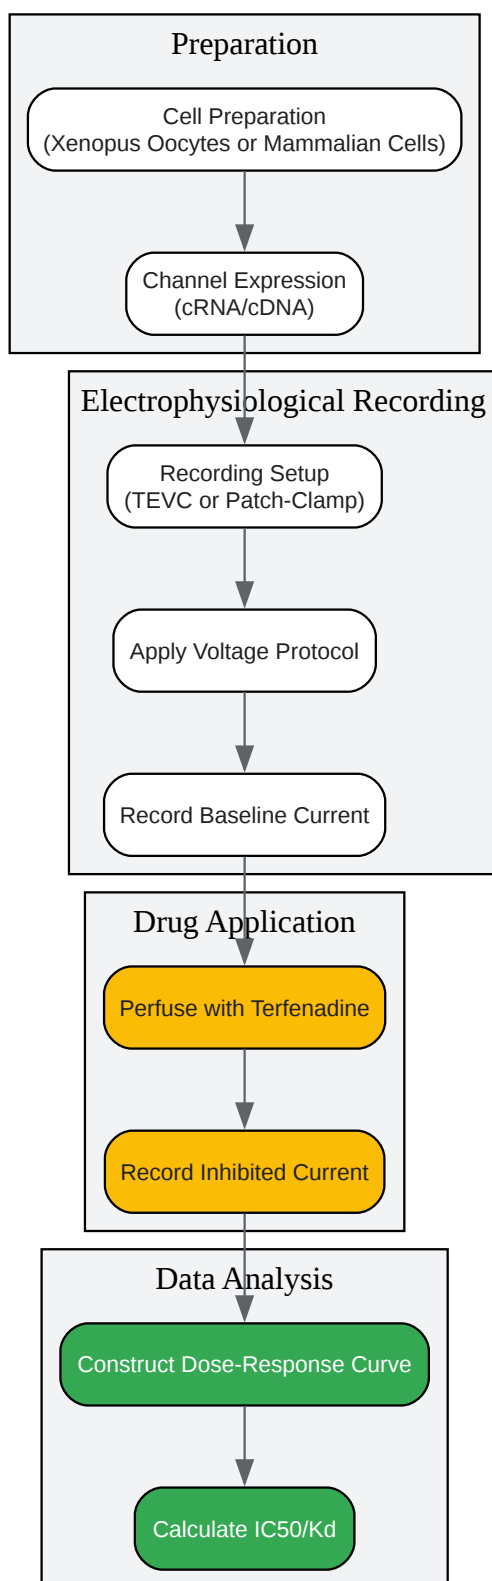 Preparation
Cell Preparation
(Xenopus Oocytes or Mammalian Cells)
Channel Expression
(cRNA/cDNA)
Electrophysiological Recording
Recording Setup
(TEVC or Patch-Clamp)
Apply Voltage Protocol
Record Baseline Current
Drug Application
Perfuse with Terfenadine
Record Inhibited Current
Data Analysis
Construct Dose-Response Curve
Calculate IC50/Kd